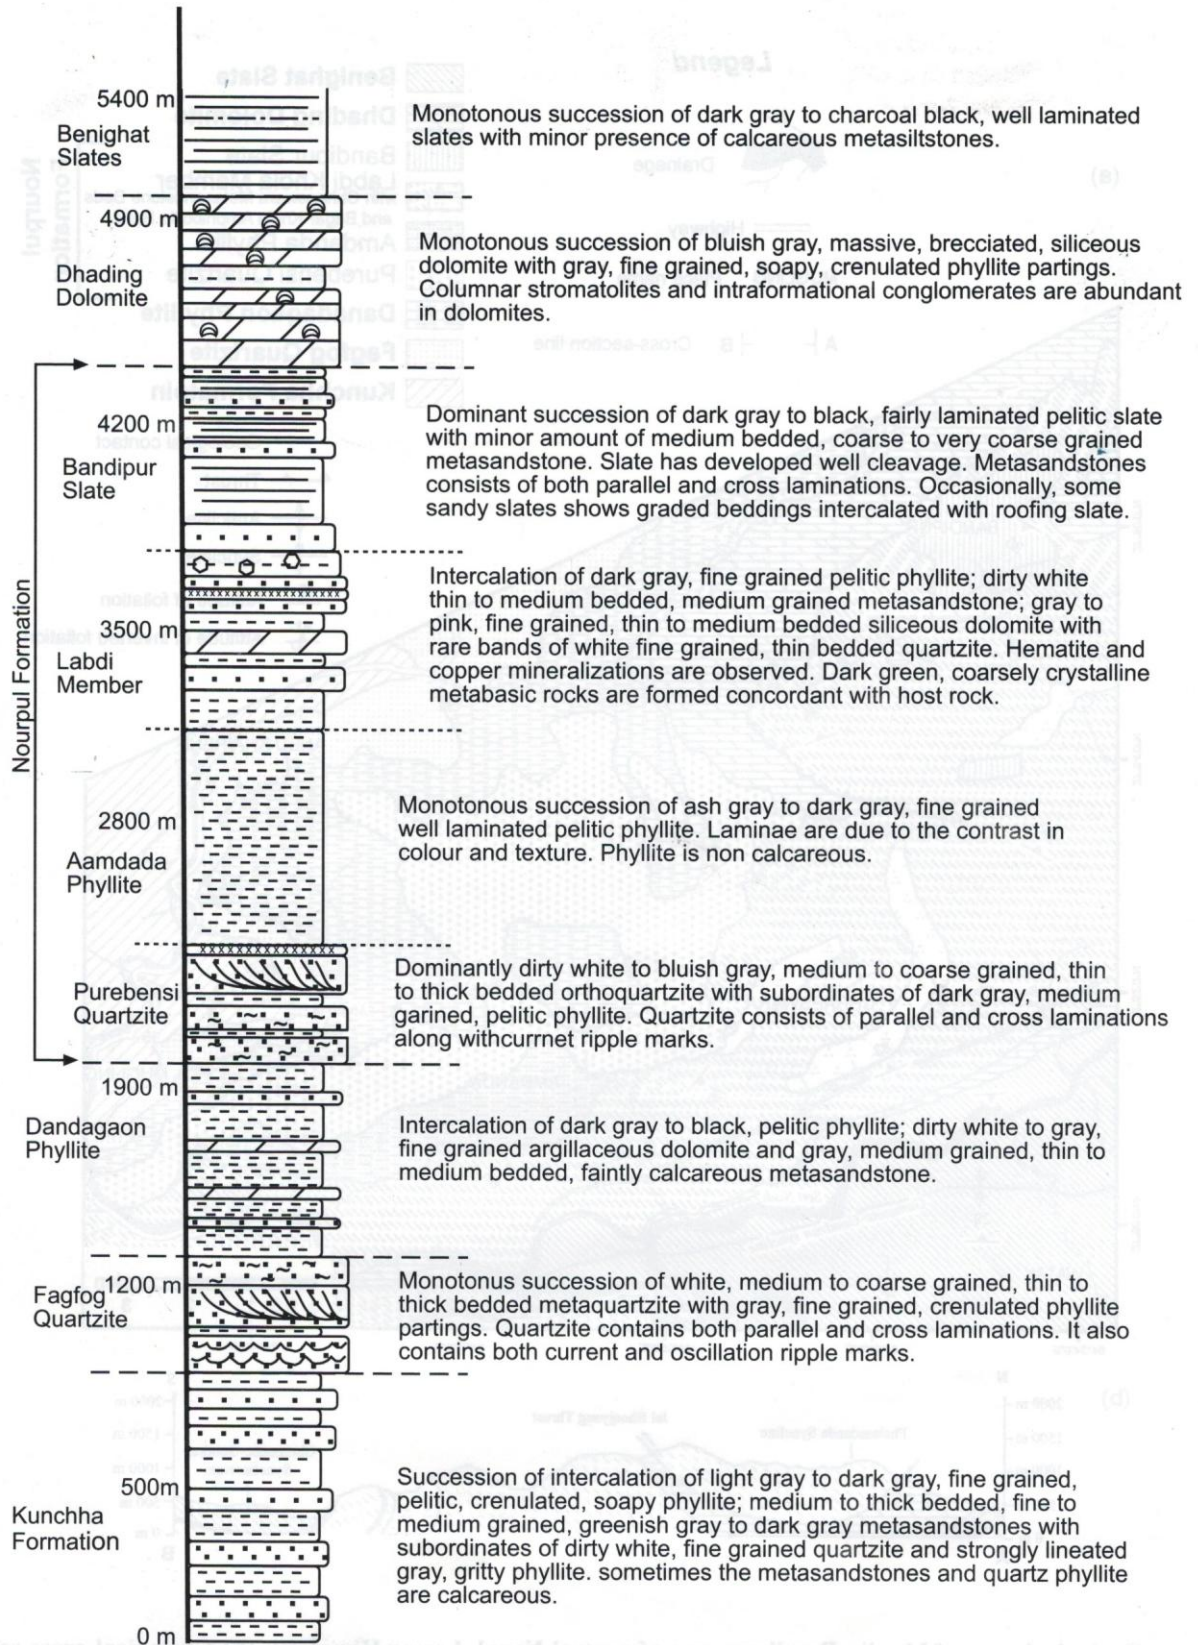 5400 m
Benighat
Slates
Monotonous succession of dark gray to charcoal black, well laminated
slates with minor presence of calcareous metasiltstones.
4900 m
Dhading
Dolomite
Monotonous succession of bluish gray, massive, brecciated, siliceous
dolomite with gray, fine grained, soapy, crenulated phyllite partings.
Columnar stromatolites and intraformational conglomerates are abundant
in dolomites.
Nourpul Formation
4200 m
Bandipur
Slate
Dominant succession of dark gray to black, fairly laminated pelitic slate
with minor amount of medium bedded, coarse to very coarse grained
metasandstone. Slate has developed well cleavage. Metasandstones
consists of both parallel and cross laminations. Occasionally, some
sandy slates shows graded beddings intercalated with roofing slate.
3500 m
Labdi
Member
Intercalation of dark gray, fine grained pelitic phyllite; dirty white
thin to medium bedded, medium grained metasandstone; gray to
pink, fine grained, thin to medium bedded siliceous dolomite with
rare bands of white fine grained, thin bedded quartzite. Hematite and
copper mineralizations are observed. Dark green, coarsely crystalline
metabasic rocks are formed concordant with host rock.
2800 m
Aamdada
Phyllite
Monotonous succession of ash gray to dark gray, fine grained
well laminated pelitic phyllite. Laminae are due to the contrast in
colour and texture. Phyllite is non calcareous.
Purebensi
Quartzite
Dominantly dirty white to bluish gray, medium to coarse grained, thin
to thick bedded orthoquartzite with subordinates of dark gray, medium
garined, pelitic phyllite. Quartzite consists of parallel and cross laminations
along withcurrnet ripple marks.
1900 m
Dandagaon
Phyllite
Intercalation of dark gray to black, pelitic phyllite; dirty white to gray,
fine grained argillaceous dolomite and gray, medium grained, thin to
medium bedded, faintly calcareous metasandstone.
1200 m
Fagfog
Quartzite
Monotonus succession of white, medium to coarse grained, thin to
thick bedded metaquartzite with gray, fine grained, crenulated phyllite
partings. Quartzite contains both parallel and cross laminations. It also
contains both current and oscillation ripple marks.
500m
Kunchha
Formation
Succession of intercalation of light gray to dark gray, fine grained,
pelitic, crenulated, soapy phyllite; medium to thick bedded, fine to
medium grained, greenish gray to dark gray metasandstones with
subordinates of dirty white, fine grained quartzite and strongly lineated
gray, gritty phyllite. sometimes the metasandstones and quartz phyllite
are calcareous.
0 m